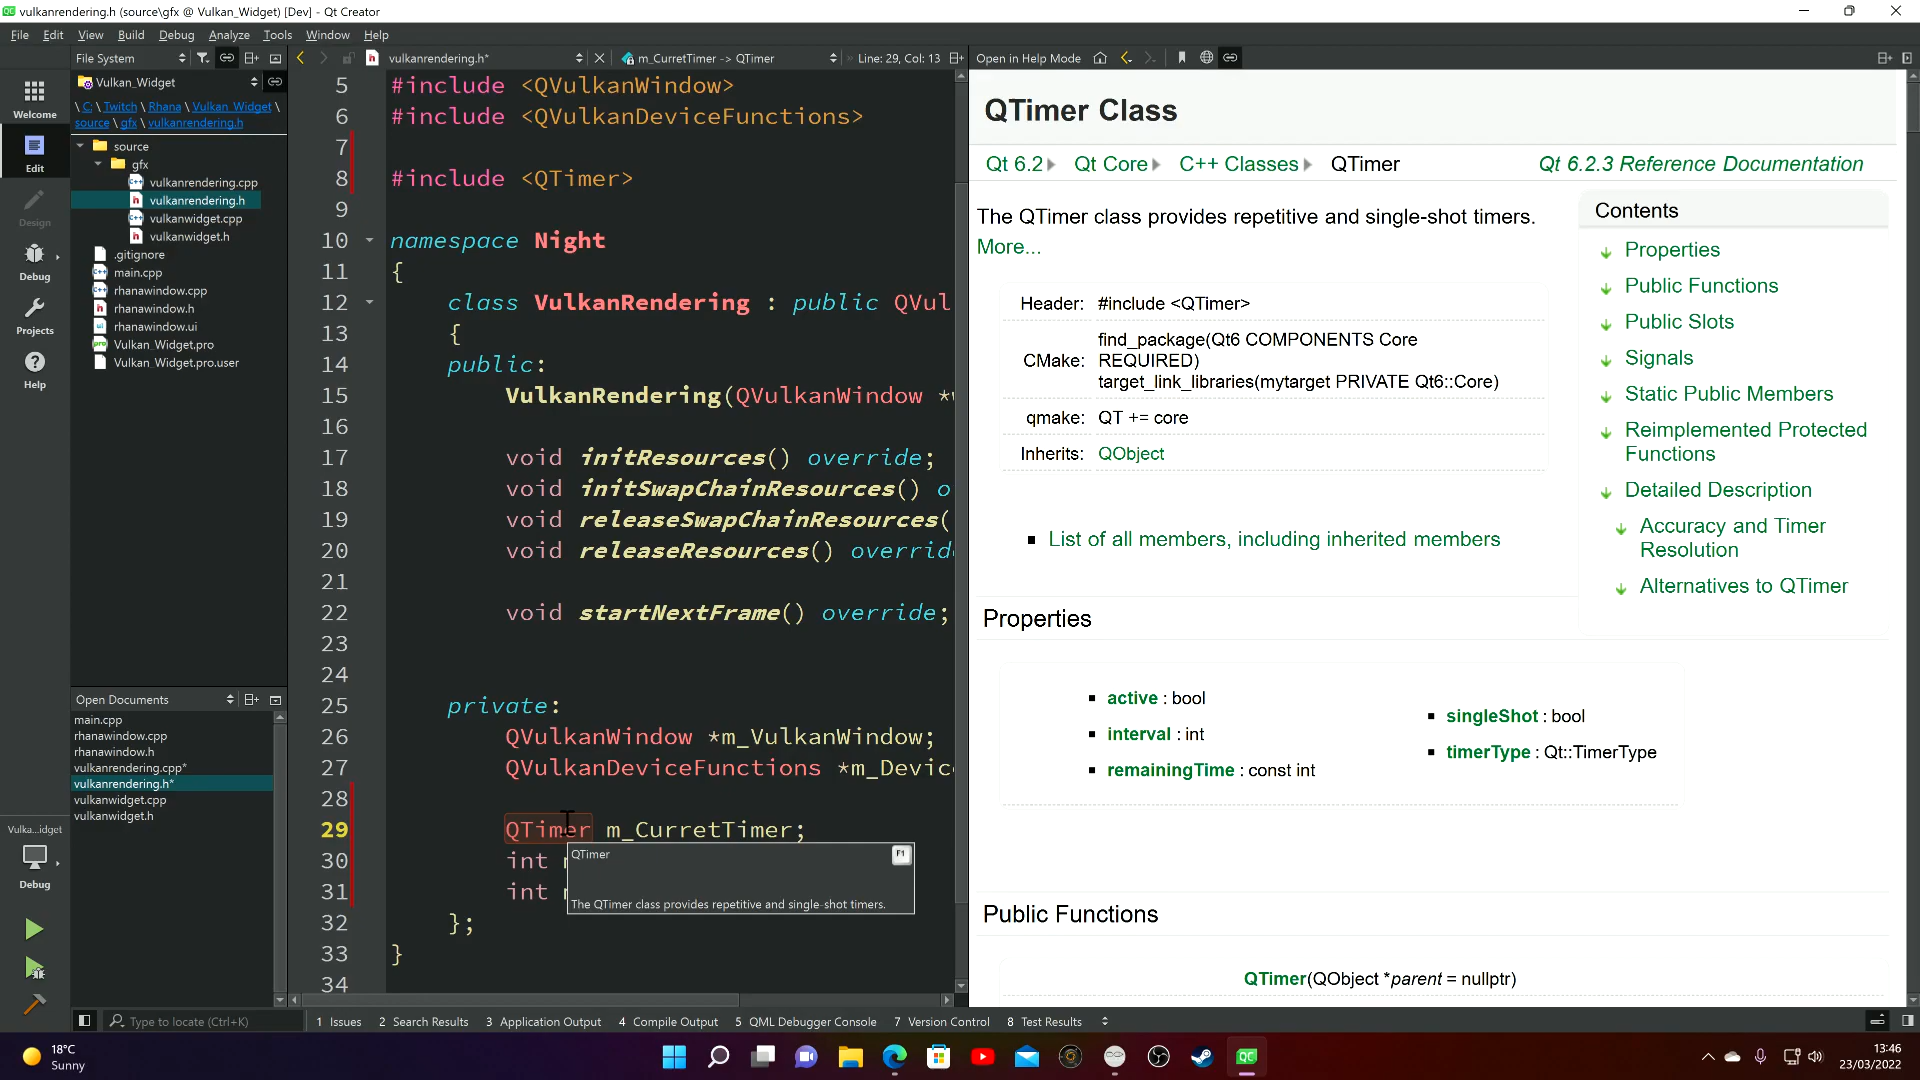 vulkanrendering.h (source\gfx @ Vulkan_Widget) [Dev] - Qt Creator
File Edit View Build Debug Analyze Tools Window Help
File System
vulkanrendering.h*
m_CurretTimer -> QTimer
Line: 29, Col: 13
Open in Help Mode
Welcome
Edit
Design
Debug
Projects
Help
Vulkan_Widget
\ C: \ Twitch \ Rhana \ Vulkan_Widget \
source \ gfx \ vulkanrendering.h
source
gfx
vulkanrendering.cpp
vulkanrendering.h
vulkanwidget.cpp
vulkanwidget.h
.gitignore
main.cpp
rhanawindow.cpp
rhanawindow.h
rhanawindow.ui
Vulkan_Widget.pro
Vulkan_Widget.pro.user
Open Documents
main.cpp
rhanawindow.cpp
rhanawindow.h
vulkanrendering.cpp*
vulkanrendering.h*
vulkanwidget.cpp
vulkanwidget.h
Vulka...idget
Debug
5 #include <QVulkanWindow>
6 #include <QVulkanDeviceFunctions>
7
8 #include <QTimer>
9
10 namespace Night
11 {
12 class VulkanRendering : public QVul
13 {
14 public:
15 VulkanRendering(QVulkanWindow *
16
17 void initResources() override;
18 void initSwapChainResources() o
19 void releaseSwapChainResources(
20 void releaseResources() overrid
21
22 void startNextFrame() override;
23
24
25 private:
26 QVulkanWindow *m_VulkanWindow;
27 QVulkanDeviceFunctions *m_Devic
28
29 QTimer m_CurretTimer;
30 int
31 int
32 };
33 }
34
QTimer
F1
The QTimer class provides repetitive and single-shot timers.
QTimer Class
Qt 6.2 Qt Core C++ Classes QTimer Qt 6.2.3 Reference Documentation
The QTimer class provides repetitive and single-shot timers.
More...
Header: #include <QTimer>
CMake: find_package(Qt6 COMPONENTS Core
REQUIRED)
target_link_libraries(mytarget PRIVATE Qt6::Core)
qmake: QT += core
Inherits: QObject
List of all members, including inherited members
Contents
Properties
Public Functions
Public Slots
Signals
Static Public Members
Reimplemented Protected
Functions
Detailed Description
Accuracy and Timer
Resolution
Alternatives to QTimer
Properties
active : bool
interval : int
remainingTime : const int
singleShot : bool
timerType : Qt::TimerType
Public Functions
QTimer(QObject *parent = nullptr)
Type to locate (Ctrl+K)
1 Issues 2 Search Results 3 Application Output 4 Compile Output 5 QML Debugger Console 7 Version Control 8 Test Results
18°C
Sunny
QC
13:46
23/03/2022